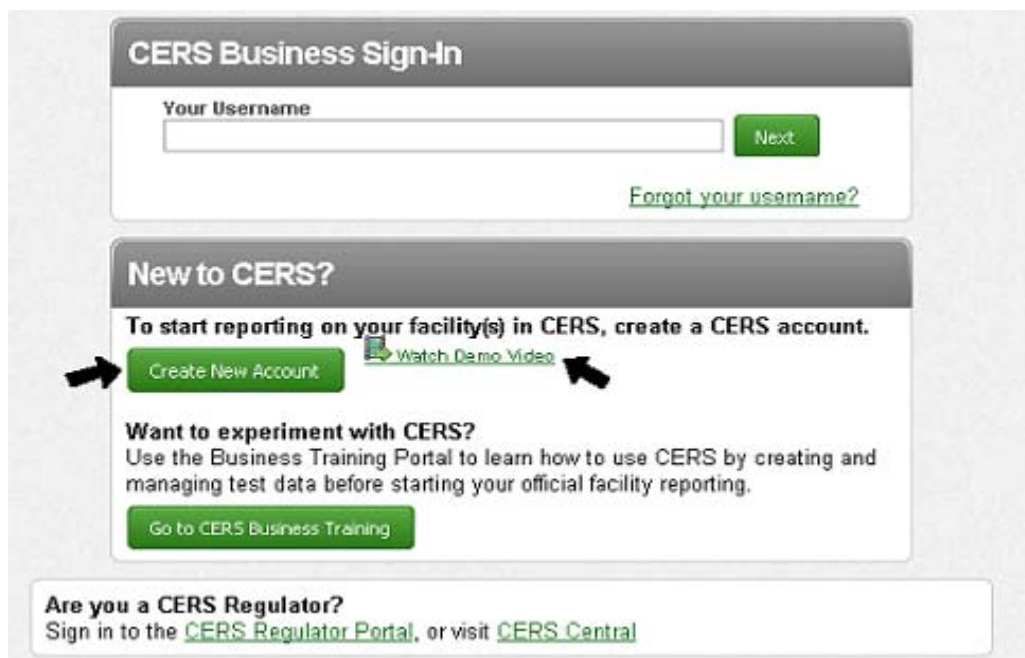 CERS Business Sign-In
Your Username
Next
Forgot your username?
New to CERS?
To start reporting on your facility(s) in CERS, create a CERS account.
Create New Account
Watch Demo Video
Want to experiment with CERS?
Use the Business Training Portal to learn how to use CERS by creating and
managing test data before starting your official facility reporting.
Go to CERS Business Training
Are you a CERS Regulator?
Sign in to the CERS Regulator Portal, or visit CERS Central